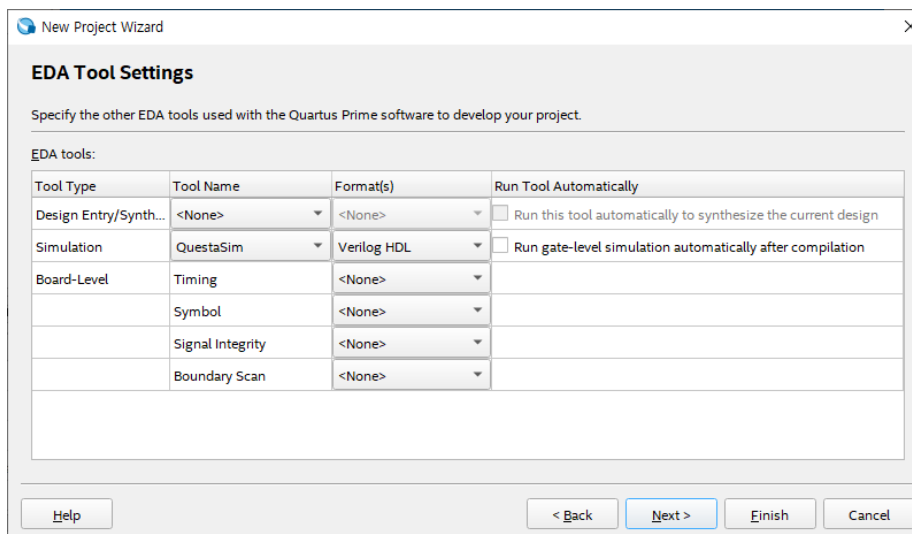 New Project Wizard
EDA Tool Settings
Specify the other EDA tools used with the Quartus Prime software to develop your project.
EDA tools:
Tool Type Tool Name Format(s) Run Tool Automatically
Design Entry/Synth... <None> <None> Run this tool automatically to synthesize the current design
Simulation QuestaSim Verilog HDL Run gate-level simulation automatically after compilation
Board-Level Timing <None>
Symbol <None>
Signal Integrity <None>
Boundary Scan <None>
Help < Back Next > Finish Cancel